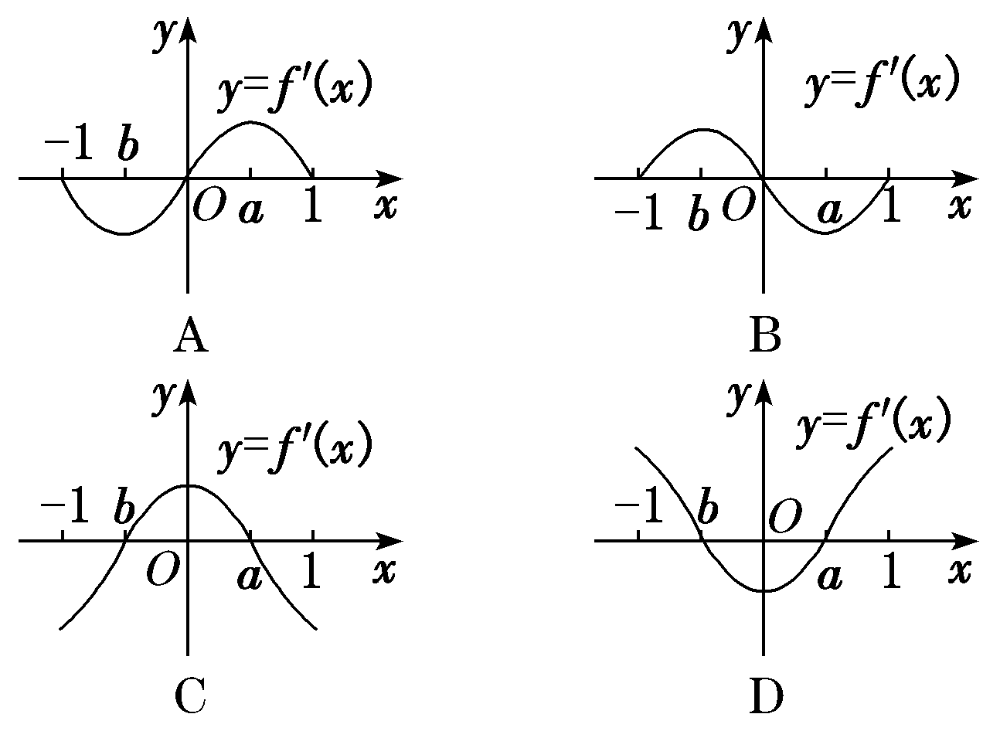 y
y=f′(x)
−1 b
O a 1 x
A
y
y=f′(x)
−1 b O a 1 x
B
y
y=f′(x)
−1 b
O a 1 x
C
y
y=f′(x)
−1 b O
a 1 x
D